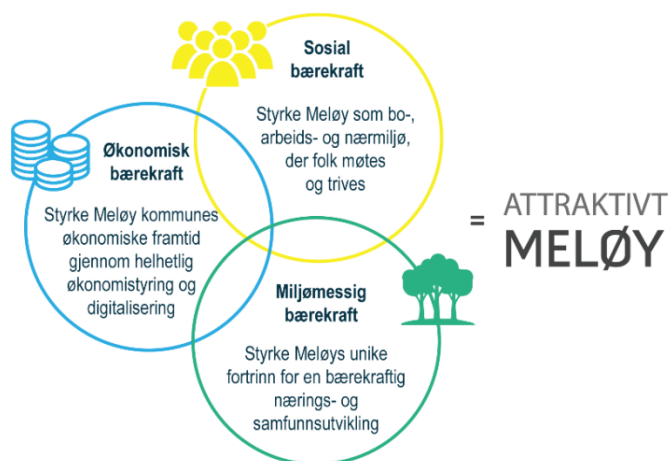 Sosial
bærekraft
Styrke Meløy som bo-,
arbeids- og nærmiljø,
der folk møtes
og trives
Økonomisk
bærekraft
Styrke Meløy kommunes
økonomiske framtid
gjennom helhetlig
økonomistyring og
digitalisering
Miljømessig
bærekraft
Styrke Meløys unike
fortrinn for en bærekraftig
nærings- og
samfunnsutvikling
= ATTRAKTIVT
MELØY